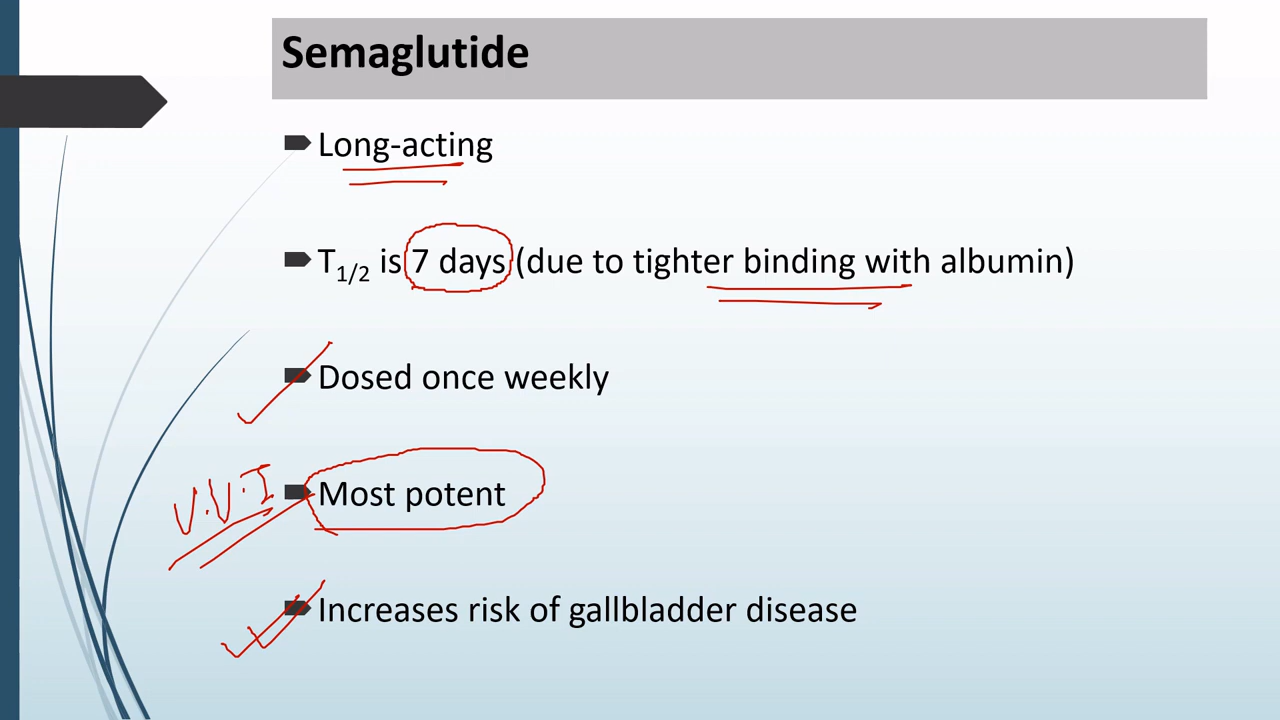 Semaglutide
Long-acting
T1/2 is 7 days (due to tighter binding with albumin)
Dosed once weekly
V.V.I Most potent
Increases risk of gallbladder disease